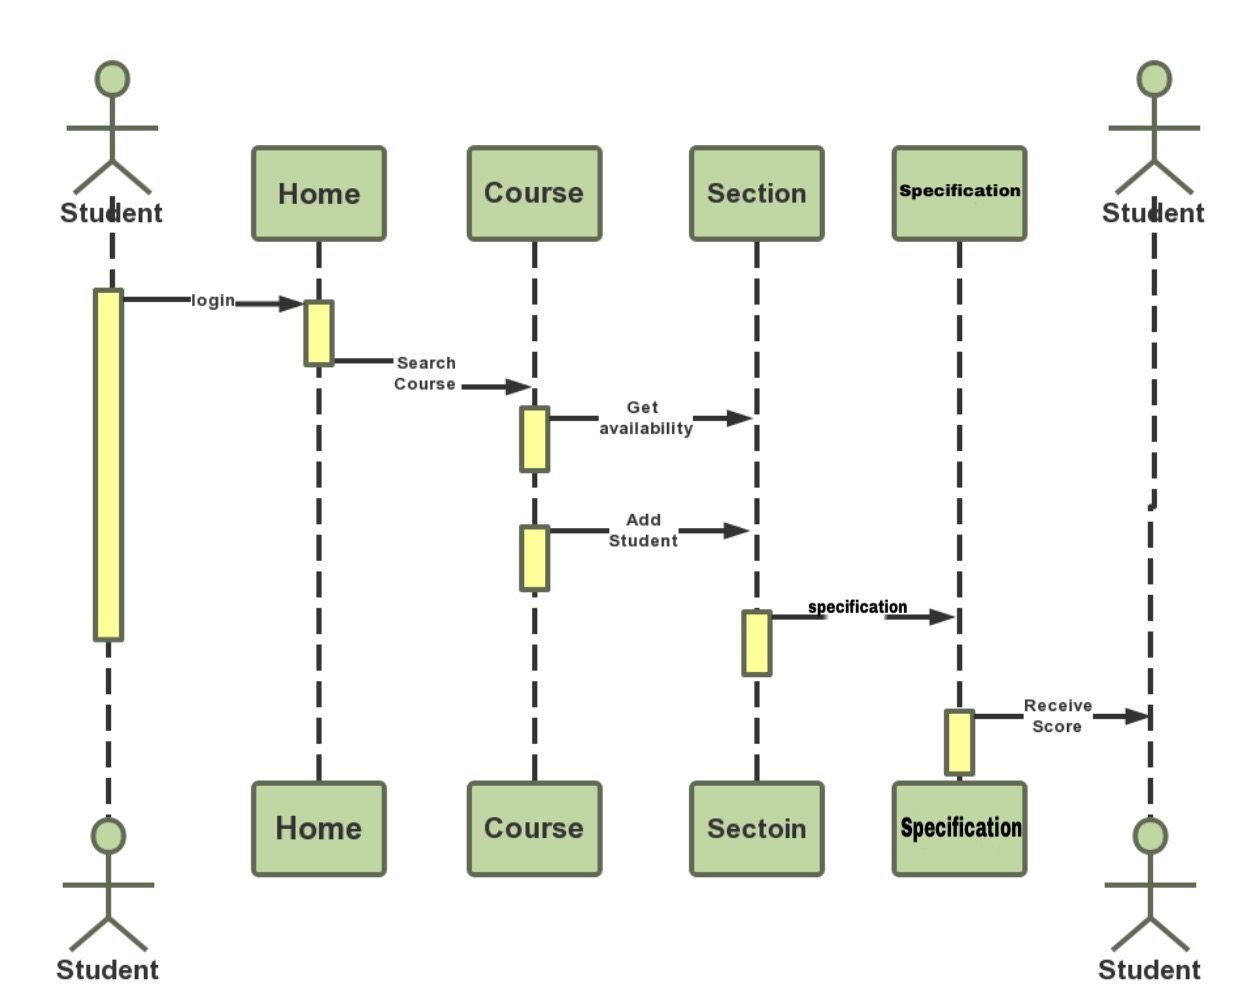 Student
Home
Course
Section
Specification
Student
login
Search
Course
Get
availability
Add
Student
specification
Receive
Score
Home
Course
Sectoin
Specification
Student
Student